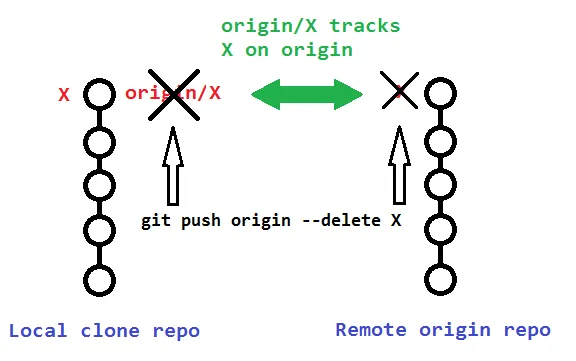 origin/X tracks
X on origin
X origin/X
git push origin --delete X
Local clone repo Remote origin repo